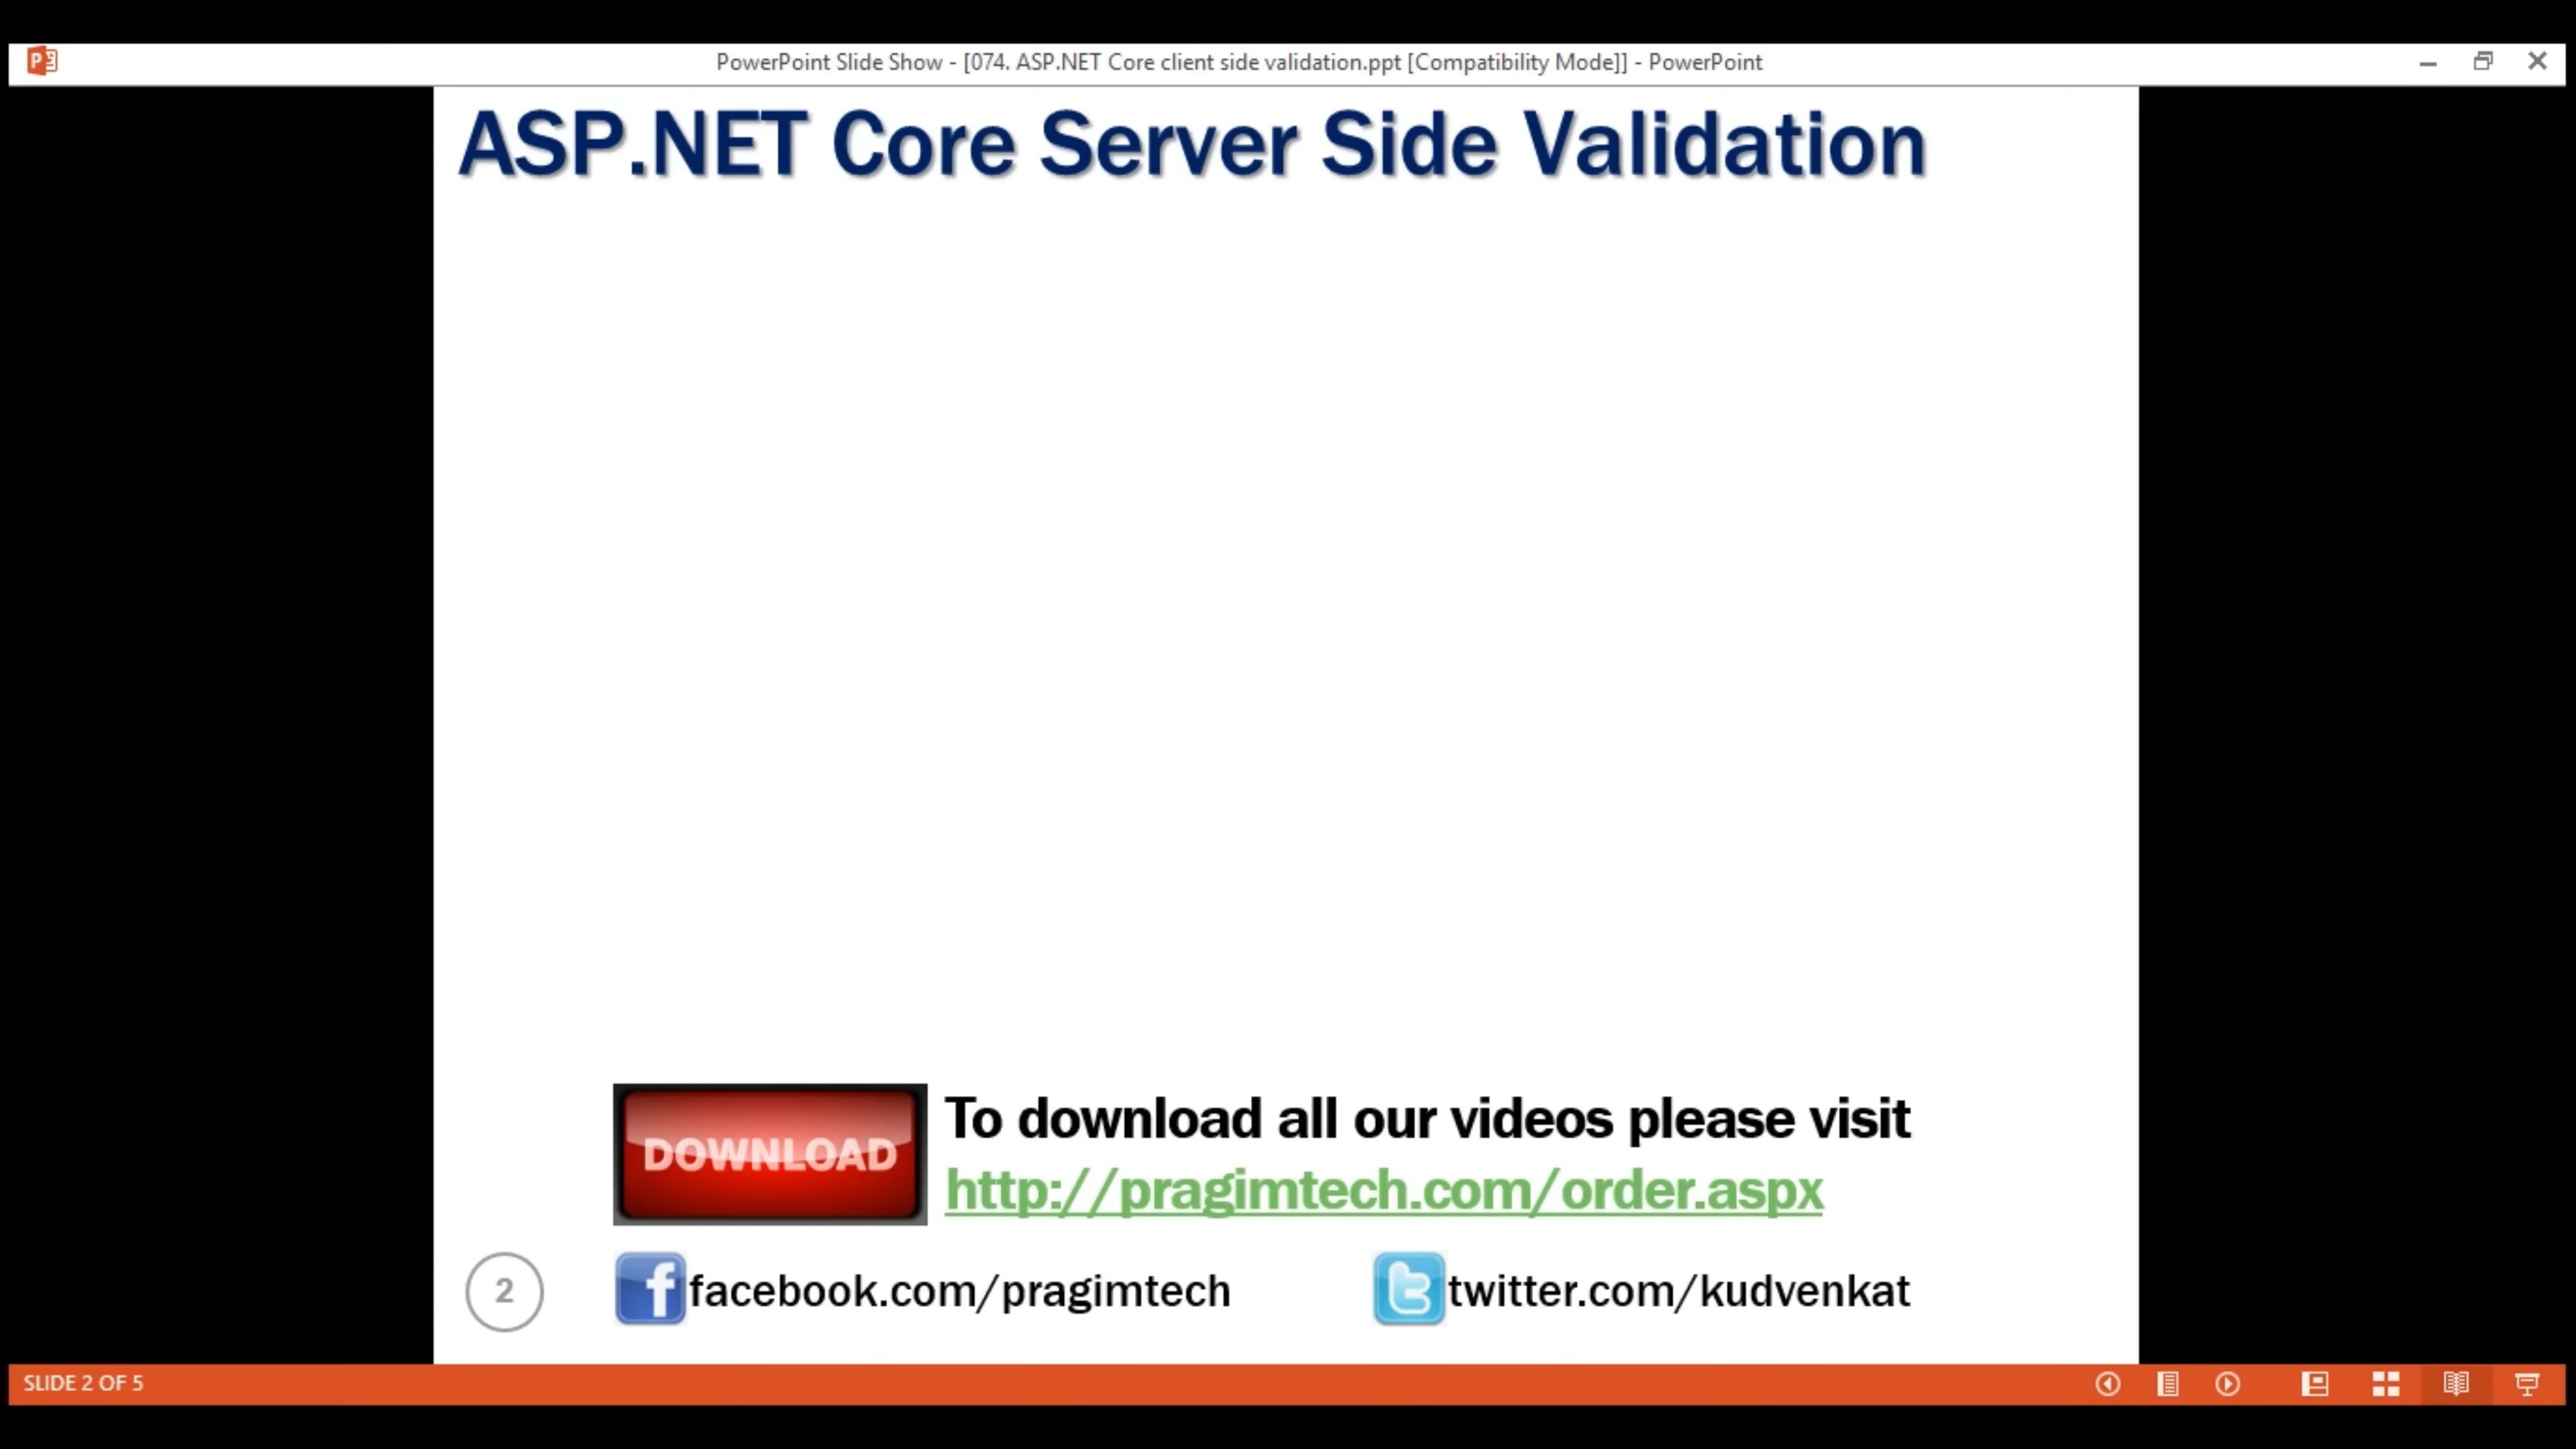 PowerPoint Slide Show - [074. ASP.NET Core client side validation.ppt [Compatibility Mode]] - PowerPoint
ASP.NET Core Server Side Validation
DOWNLOAD
To download all our videos please visit
http://pragimtech.com/order.aspx
2
facebook.com/pragimtech
twitter.com/kudvenkat
SLIDE 2 OF 5